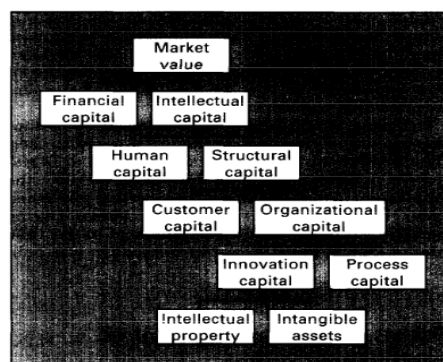 Market
value
Financial
capital
Intellectual
capital
Human
capital
Structural
capital
Customer
capital
Organizational
capital
Innovation
capital
Process
capital
Intellectual
property
Intangible
assets